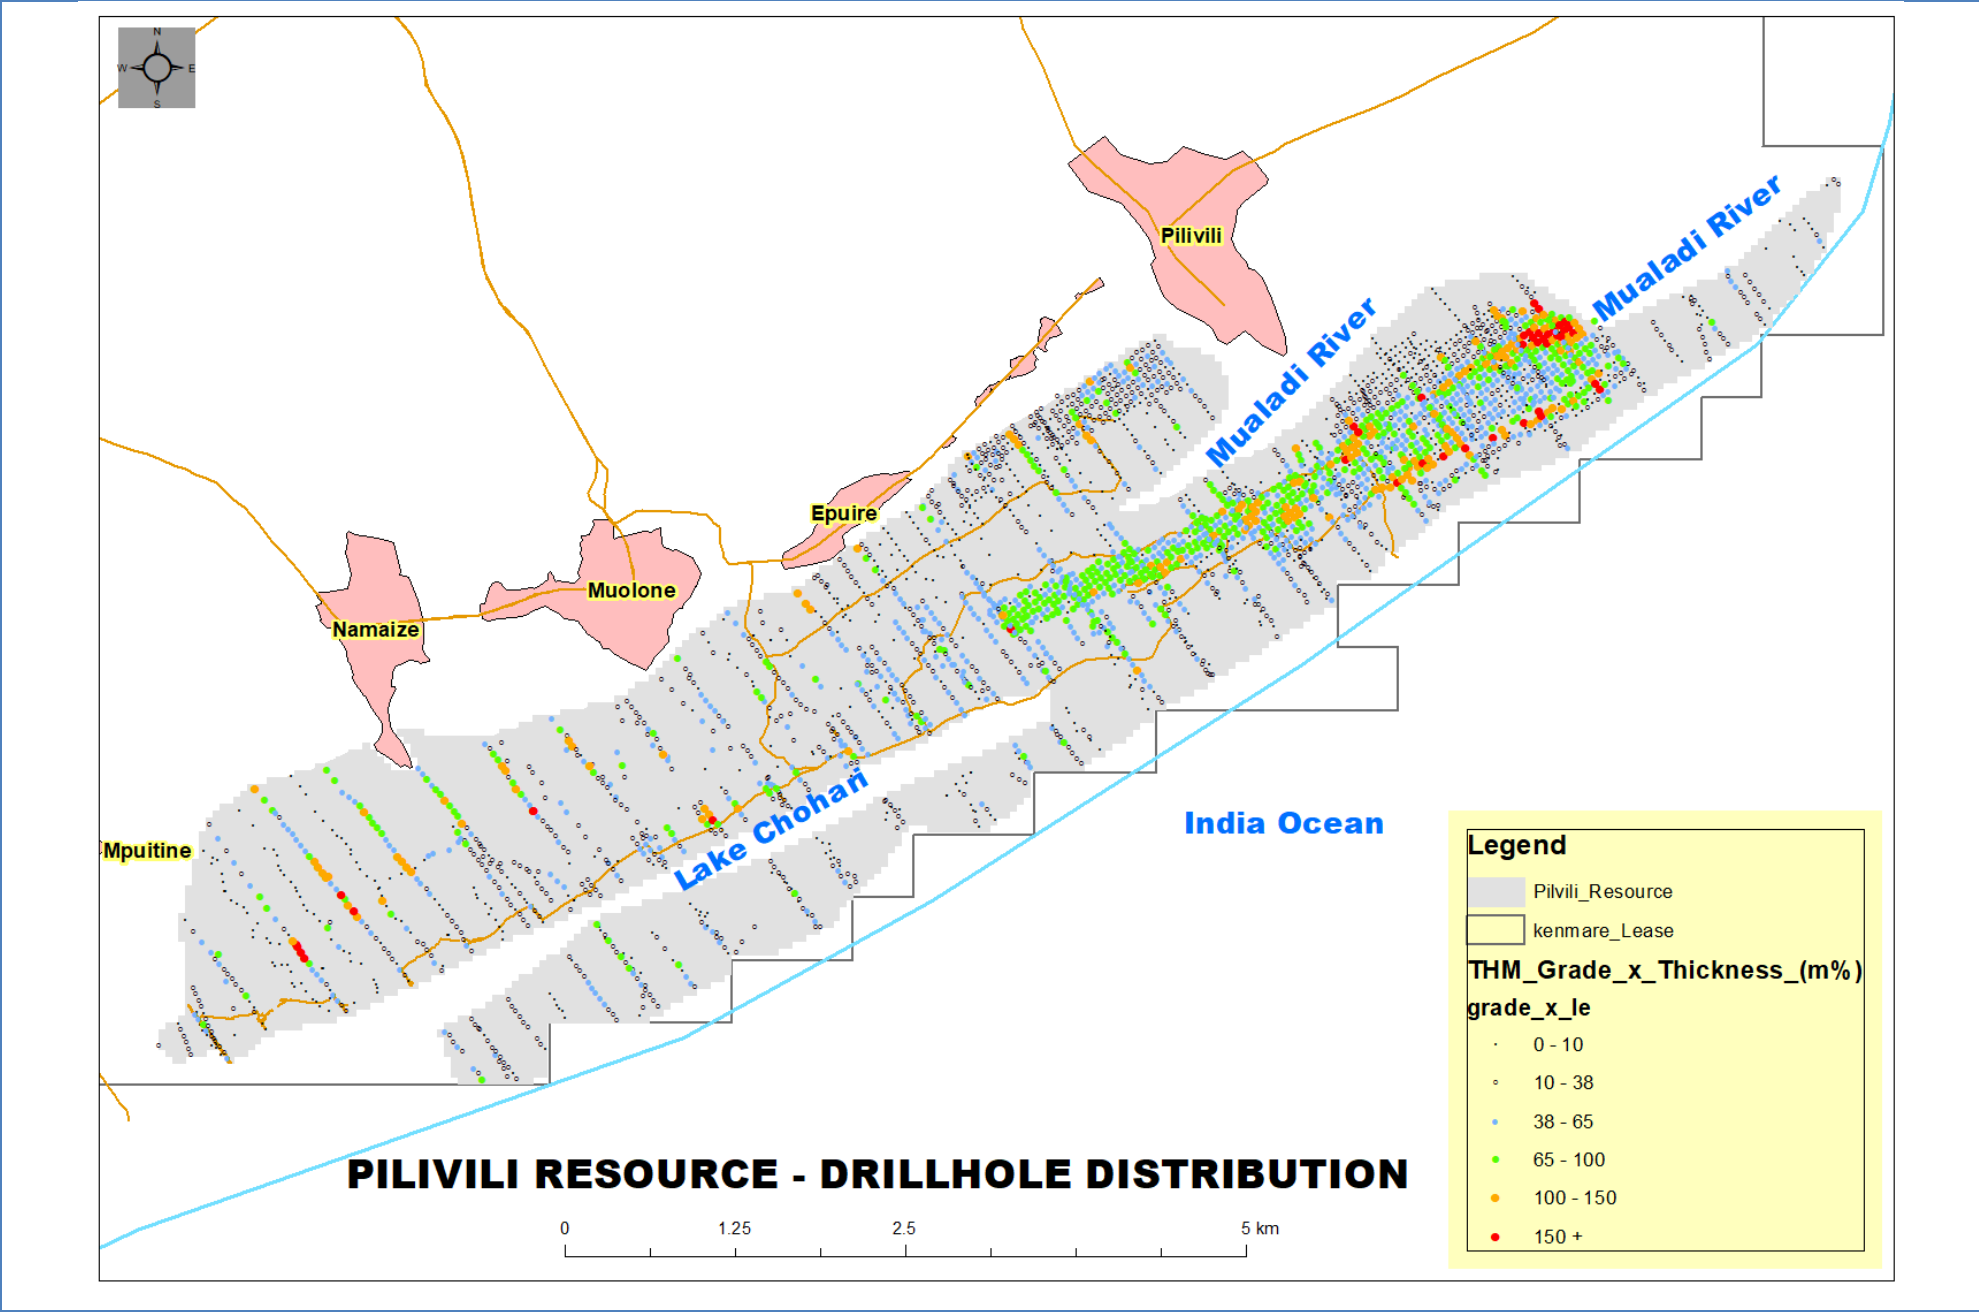 N
W E
S
Pilivili
Mualadi River
Mualadi River
Epuire
Muolone
Namaize
Mpuitine
Lake Chohari
India Ocean
PILIVILI RESOURCE - DRILLHOLE DISTRIBUTION
0 1.25 2.5 5 km
Legend
Pilvili_Resource
kenmare_Lease
THM_Grade_x_Thickness_(m%)
grade_x_le
0 - 10
10 - 38
38 - 65
65 - 100
100 - 150
150 +